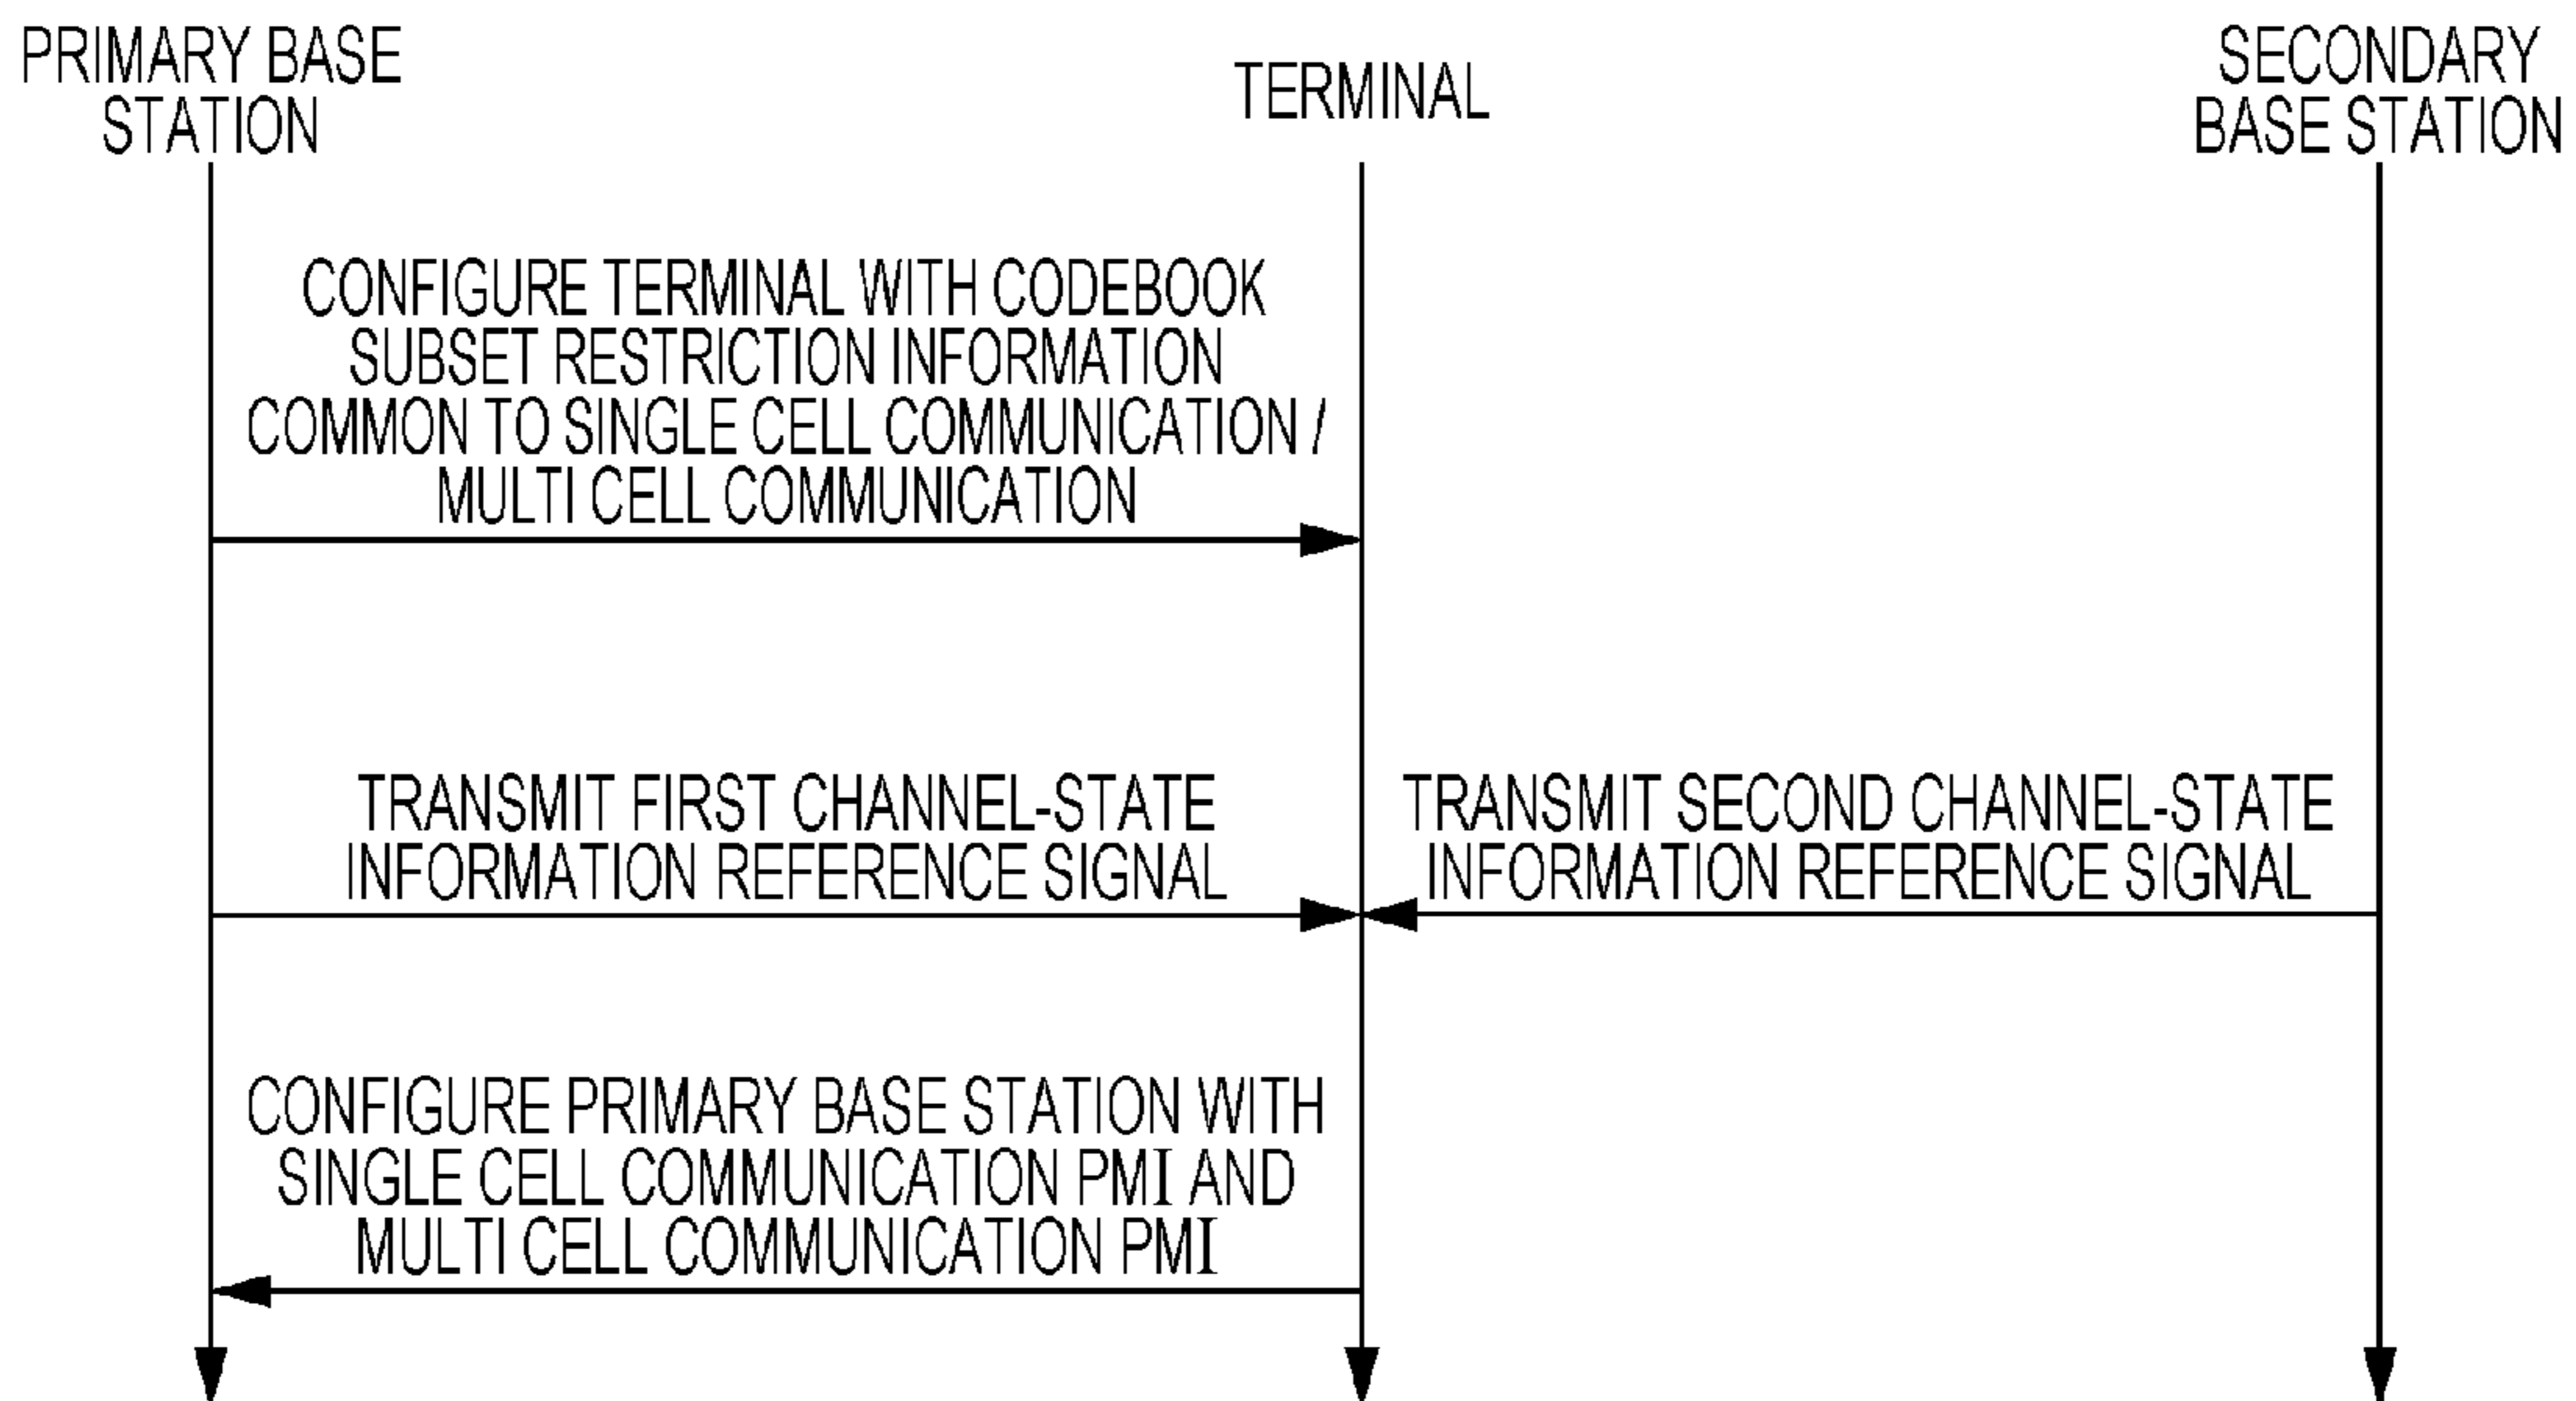 PRIMARY BASE
STATION
TERMINAL
SECONDARY
BASE STATION
CONFIGURE TERMINAL WITH CODEBOOK
SUBSET RESTRICTION INFORMATION
COMMON TO SINGLE CELL COMMUNICATION /
MULTI CELL COMMUNICATION
TRANSMIT FIRST CHANNEL-STATE
INFORMATION REFERENCE SIGNAL
TRANSMIT SECOND CHANNEL-STATE
INFORMATION REFERENCE SIGNAL
CONFIGURE PRIMARY BASE STATION WITH
SINGLE CELL COMMUNICATION PMI AND
MULTI CELL COMMUNICATION PMI